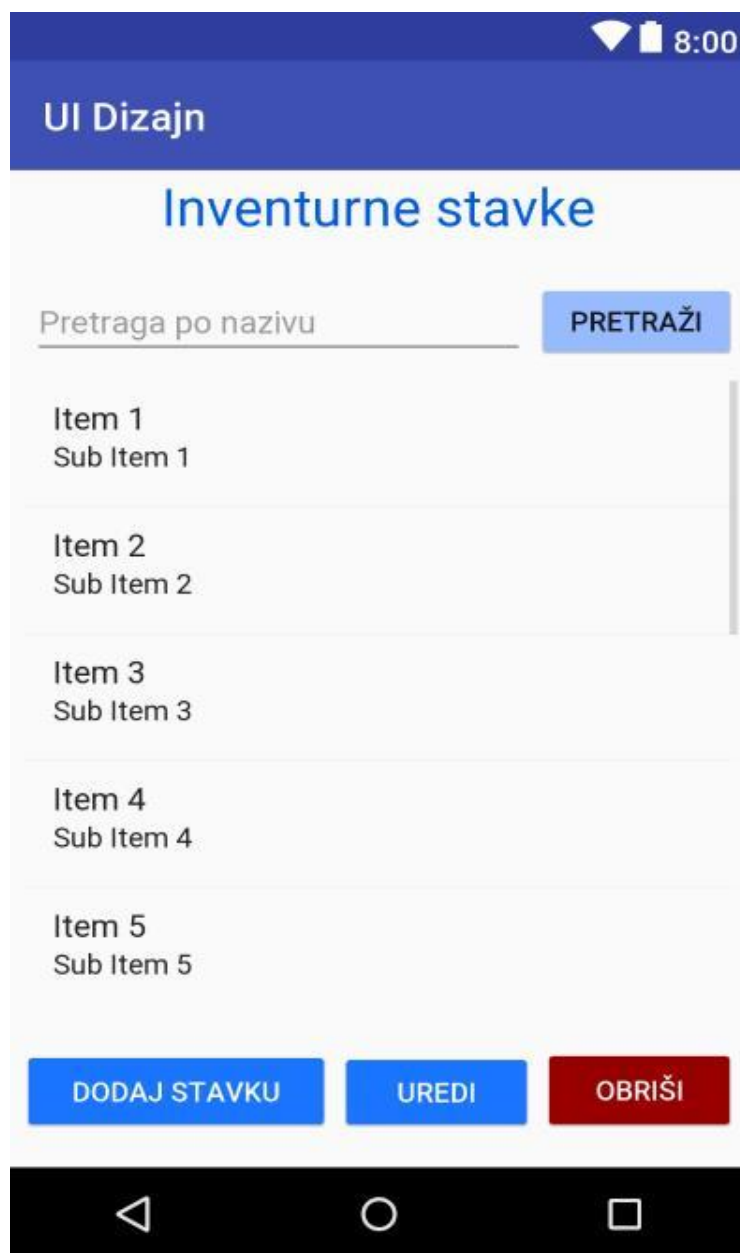 8:00
UI Dizajn
Inventurne stavke
Pretraga po nazivu PRETRAŽI
Item 1
Sub Item 1
Item 2
Sub Item 2
Item 3
Sub Item 3
Item 4
Sub Item 4
Item 5
Sub Item 5
DODAJ STAVKU UREDI OBRIŠI